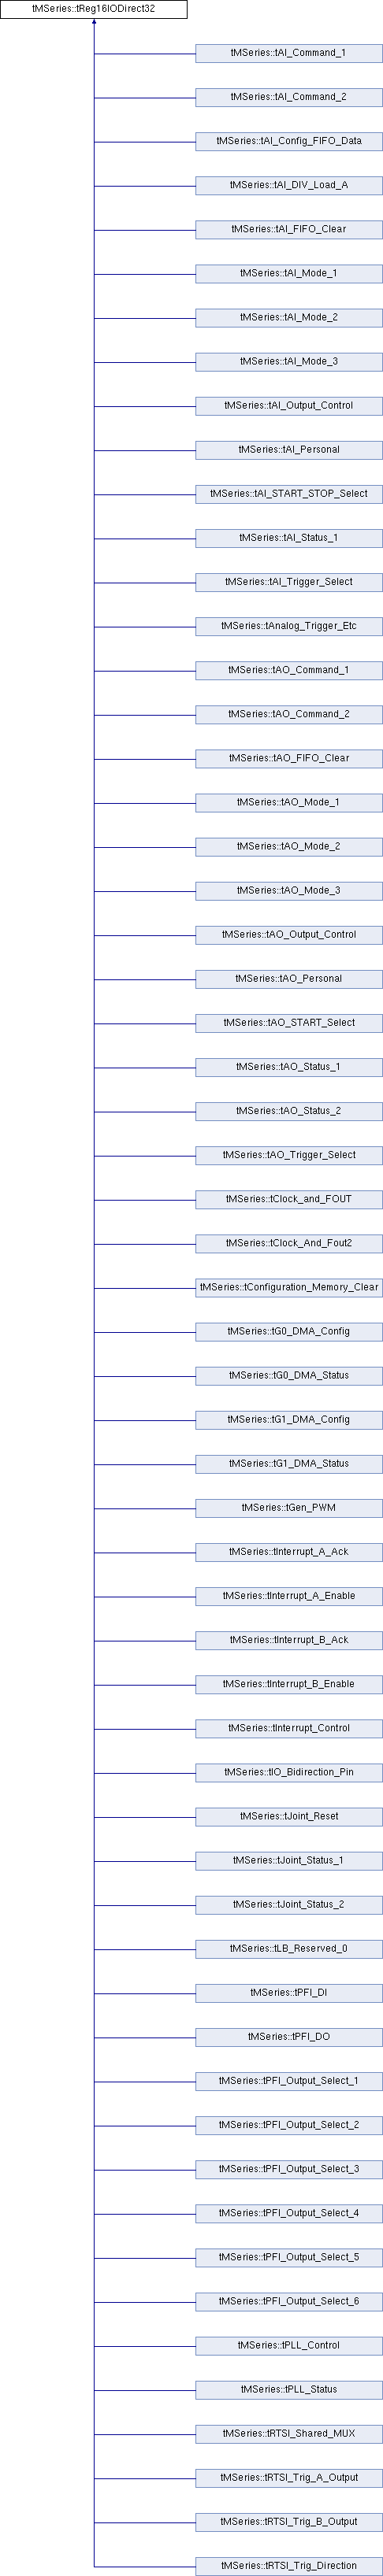 tMSeries::tReg16IODirect32
tMSeries::tAI_Command_1
tMSeries::tAI_Command_2
tMSeries::tAI_Config_FIFO_Data
tMSeries::tAI_DIV_Load_A
tMSeries::tAI_FIFO_Clear
tMSeries::tAI_Mode_1
tMSeries::tAI_Mode_2
tMSeries::tAI_Mode_3
tMSeries::tAI_Output_Control
tMSeries::tAI_Personal
tMSeries::tAI_START_STOP_Select
tMSeries::tAI_Status_1
tMSeries::tAI_Trigger_Select
tMSeries::tAnalog_Trigger_Etc
tMSeries::tAO_Command_1
tMSeries::tAO_Command_2
tMSeries::tAO_FIFO_Clear
tMSeries::tAO_Mode_1
tMSeries::tAO_Mode_2
tMSeries::tAO_Mode_3
tMSeries::tAO_Output_Control
tMSeries::tAO_Personal
tMSeries::tAO_START_Select
tMSeries::tAO_Status_1
tMSeries::tAO_Status_2
tMSeries::tAO_Trigger_Select
tMSeries::tClock_and_FOUT
tMSeries::tClock_And_Fout2
tMSeries::tConfiguration_Memory_Clear
tMSeries::tG0_DMA_Config
tMSeries::tG0_DMA_Status
tMSeries::tG1_DMA_Config
tMSeries::tG1_DMA_Status
tMSeries::tGen_PWM
tMSeries::tInterrupt_A_Ack
tMSeries::tInterrupt_A_Enable
tMSeries::tInterrupt_B_Ack
tMSeries::tInterrupt_B_Enable
tMSeries::tInterrupt_Control
tMSeries::tIO_Bidirection_Pin
tMSeries::tJoint_Reset
tMSeries::tJoint_Status_1
tMSeries::tJoint_Status_2
tMSeries::tLB_Reserved_0
tMSeries::tPFI_DI
tMSeries::tPFI_DO
tMSeries::tPFI_Output_Select_1
tMSeries::tPFI_Output_Select_2
tMSeries::tPFI_Output_Select_3
tMSeries::tPFI_Output_Select_4
tMSeries::tPFI_Output_Select_5
tMSeries::tPFI_Output_Select_6
tMSeries::tPLL_Control
tMSeries::tPLL_Status
tMSeries::tRTSI_Shared_MUX
tMSeries::tRTSI_Trig_A_Output
tMSeries::tRTSI_Trig_B_Output
tMSeries::tRTSI_Trig_Direction